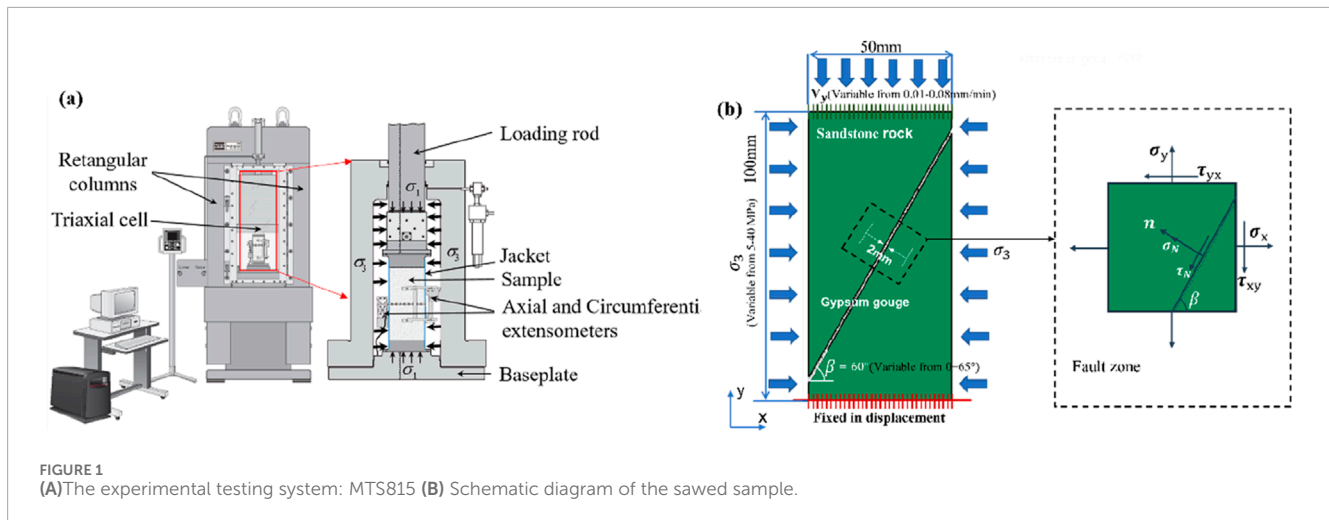 (a)
Retangular
columns
Triaxial cell
Loading rod
σ1
σ3
σ3
Jacket
Sample
Axial and Circumferenti
extensometers
σ1
Baseplate
50mm
(b)
Vy(Variable from 0.01-0.08mm/min)
Sandstone rock
100mm
σ3
(Variable from 5-40 MPa)
2mm
Gypsum gouge
β = 60°(Variable from 0–65°)
σ3
y
x
Fixed in displacement
σy
τyx
n
σN
τN
σx
τxy
β
Fault zone
FIGURE 1
(A)The experimental testing system: MTS815 (B) Schematic diagram of the sawed sample.